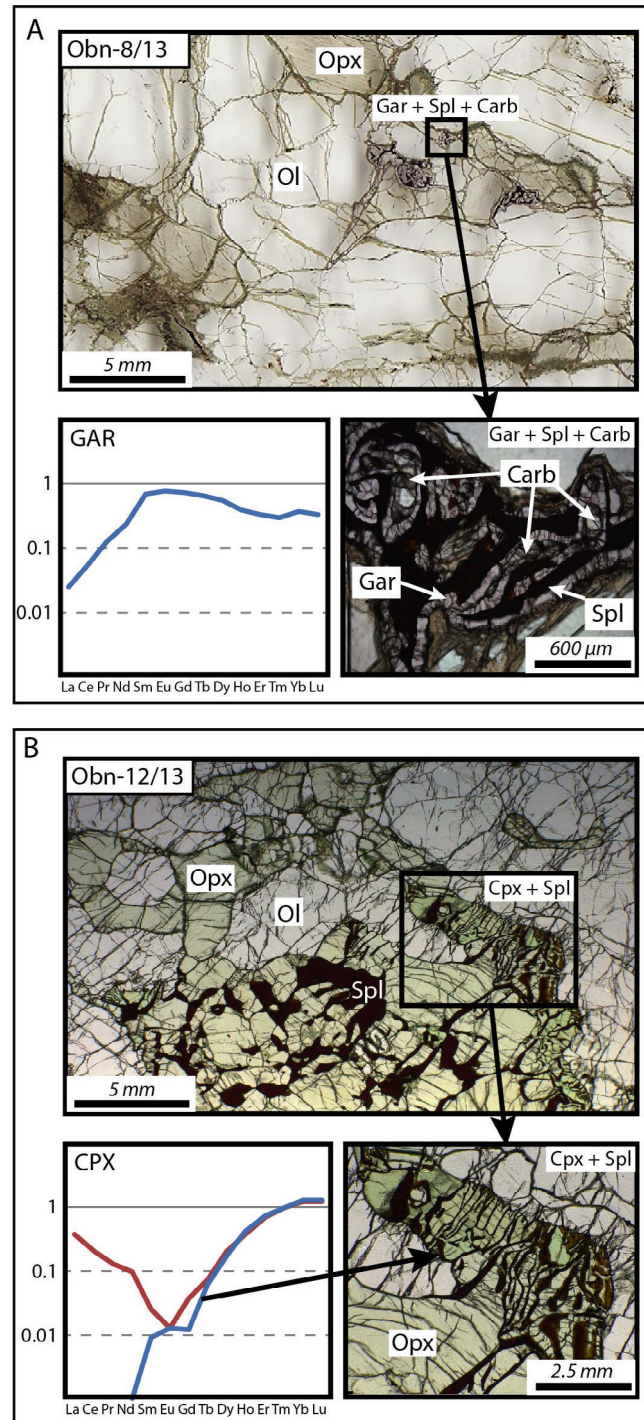 A
Obn-8/13
Opx
Gar + Spl + Carb
Ol
5 mm
GAR
1
0.1
0.01
La Ce Pr Nd Sm Eu Gd Tb Dy Ho Er Tm Yb Lu
Gar + Spl + Carb
Carb
Gar
Spl
600 µm
B
Obn-12/13
Opx
Cpx + Spl
Ol
Spl
5 mm
CPX
1
0.1
0.01
La Ce Pr Nd Sm Eu Gd Tb Dy Ho Er Tm Yb Lu
Cpx + Spl
Opx
2.5 mm